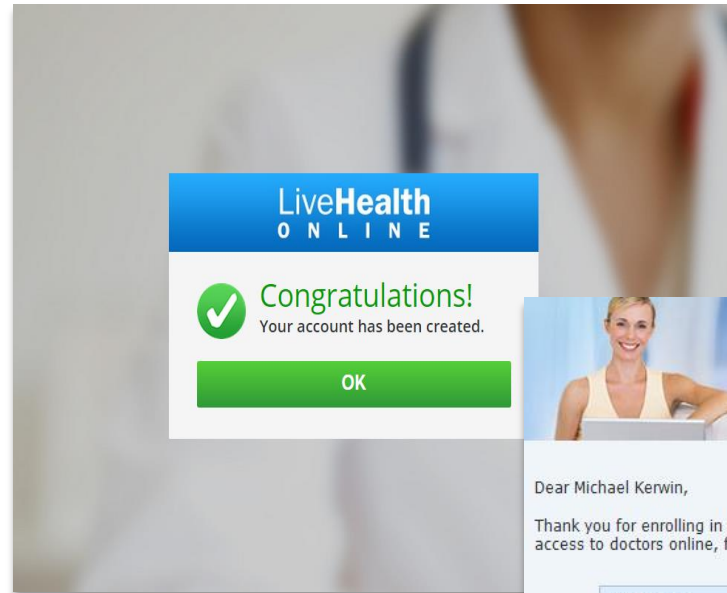 LiveHealth
ONLINE
Congratulations!
Your account has been created.
OK
Dear Michael Kerwin,
Thank you for enrolling in
access to doctors online,